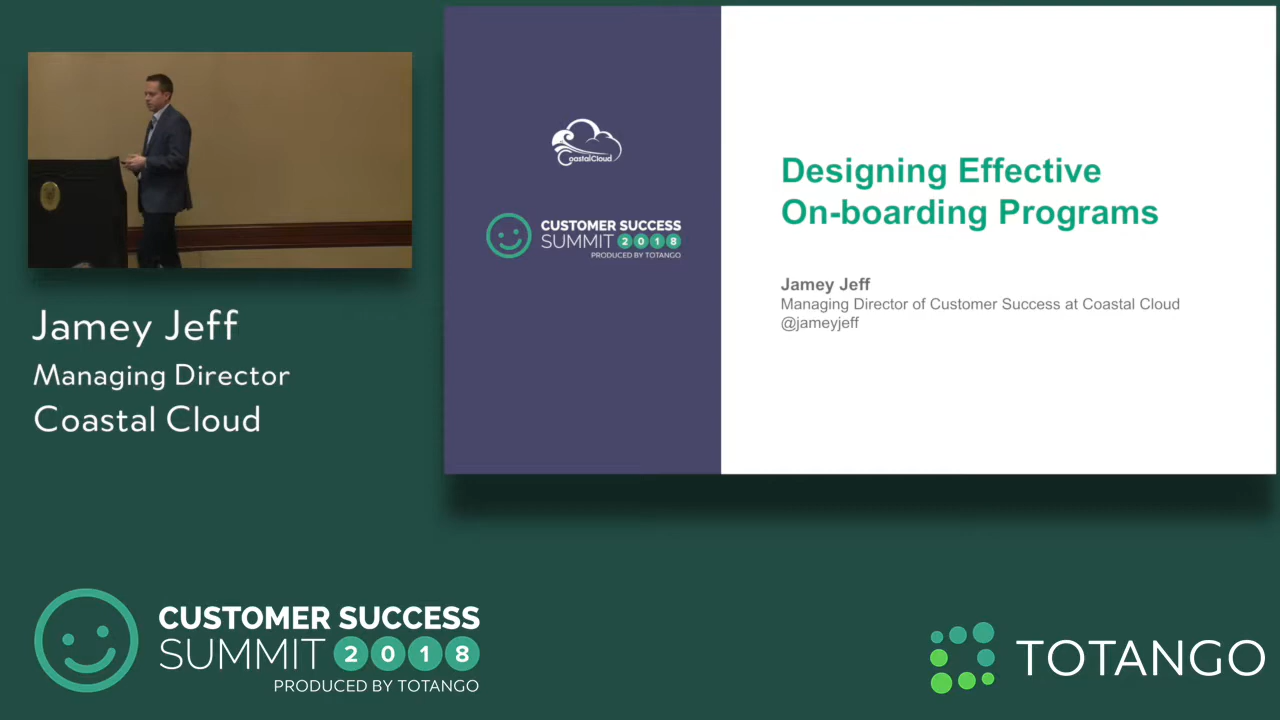 Jamey Jeff
Managing Director
Coastal Cloud
CoastalCloud
CUSTOMER SUCCESS
SUMMIT 2018
PRODUCED BY TOTANGO
Designing Effective
On-boarding Programs
Jamey Jeff
Managing Director of Customer Success at Coastal Cloud
@jameyjeff
CUSTOMER SUCCESS
SUMMIT 2018
PRODUCED BY TOTANGO
TOTANGO